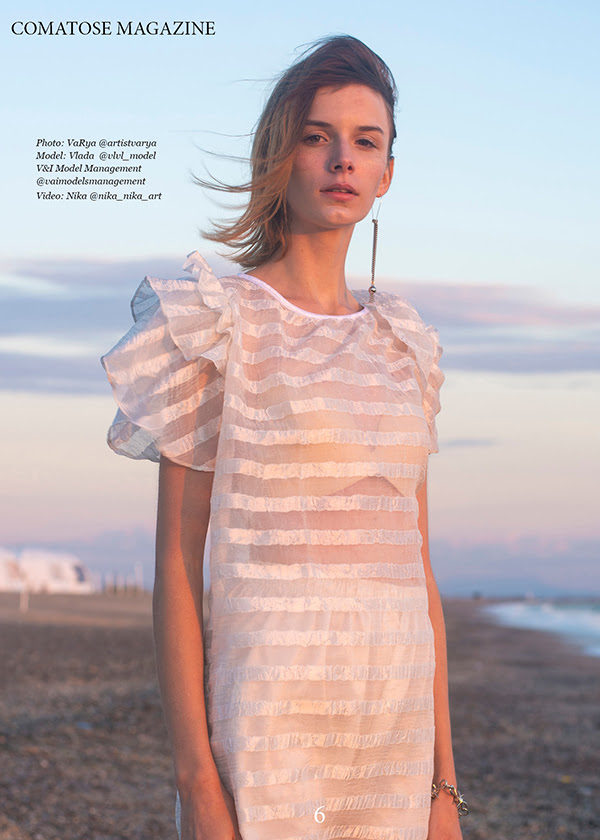 COMATOSE MAGAZINE
Photo: VaRya @artistvarya
Model: Vlada @vlvl_model
V&I Model Management
@vaimodelsmanagement
Video: Nika @nika_nika_art
6